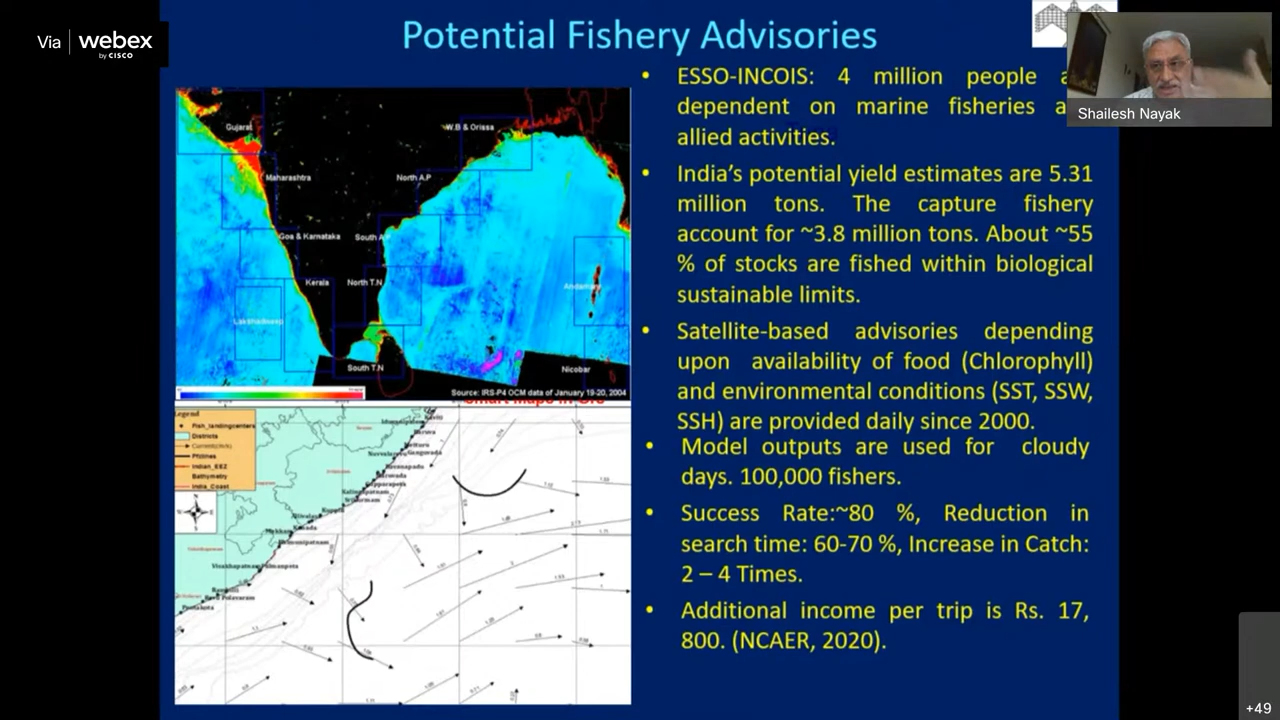 Via webex
by CISCO
Potential Fishery Advisories
Shailesh Nayak
Gujarat
W.B & Orissa
Maharashtra
North A.P
Goa & Karnataka
South A.P
Kerala
North T.N
Andaman
Lakshadweep
South T.N
Nicobar
Source: IRS-P4 OCM data of January 19-20, 2004
Legend
Fish_landingcenters
Districts
Currents(m/s)
Pfzlines
Indian_EEZ
Bathymetry
India_Coast
• ESSO-INCOIS: 4 million people
dependent on marine fisheries
allied activities.
• India's potential yield estimates are 5.31
million tons. The capture fishery
account for ~3.8 million tons. About ~55
% of stocks are fished within biological
sustainable limits.
• Satellite-based advisories depending
upon availability of food (Chlorophyll)
and environmental conditions (SST, SSW,
SSH) are provided daily since 2000.
• Model outputs are used for cloudy
days. 100,000 fishers.
• Success Rate:~80 %, Reduction in
search time: 60-70 %, Increase in Catch:
2 – 4 Times.
• Additional income per trip is Rs. 17,
800. (NCAER, 2020).
+49